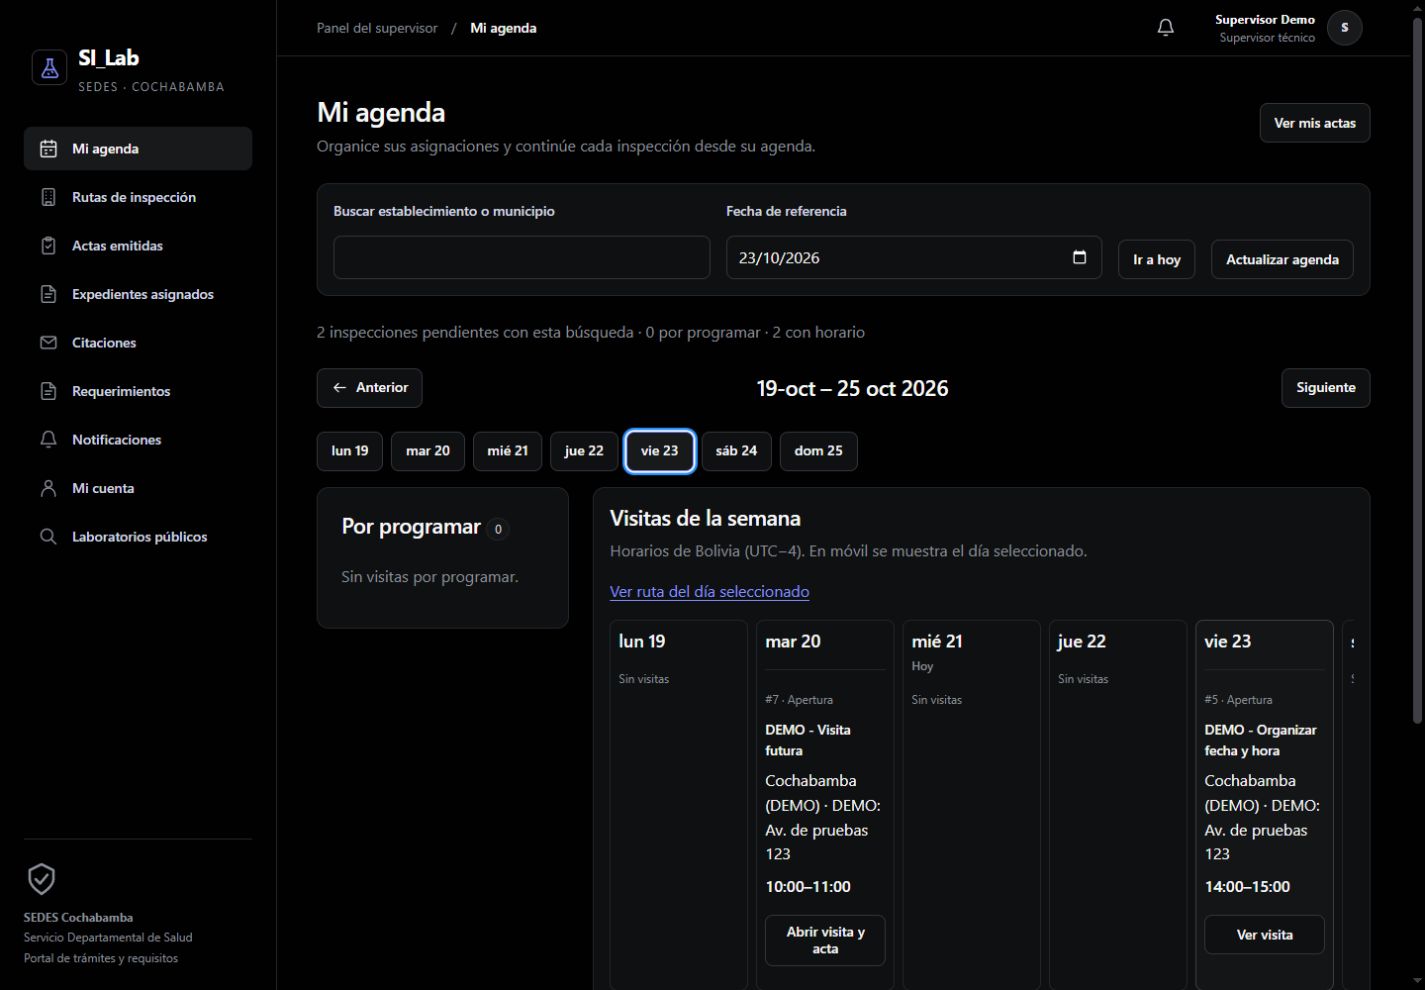 SI_Lab
SEDES · COCHABAMBA
Mi agenda
Rutas de inspección
Actas emitidas
Expedientes asignados
Citaciones
Requerimientos
Notificaciones
Mi cuenta
Laboratorios públicos
SEDES Cochabamba
Servicio Departamental de Salud
Portal de trámites y requisitos
Panel del supervisor / Mi agenda
Supervisor Demo
Supervisor técnico
S
Mi agenda
Organice sus asignaciones y continúe cada inspección desde su agenda.
Ver mis actas
Buscar establecimiento o municipio
Fecha de referencia
23/10/2026
Ir a hoy
Actualizar agenda
2 inspecciones pendientes con esta búsqueda · 0 por programar · 2 con horario
← Anterior
19-oct – 25 oct 2026
Siguiente
lun 19
mar 20
mié 21
jue 22
vie 23
sáb 24
dom 25
Por programar 0
Sin visitas por programar.
Visitas de la semana
Horarios de Bolivia (UTC−4). En móvil se muestra el día seleccionado.
Ver ruta del día seleccionado
lun 19
Sin visitas
mar 20
#7 · Apertura
DEMO - Visita
futura
Cochabamba
(DEMO) · DEMO:
Av. de pruebas
123
10:00–11:00
Abrir visita y
acta
mié 21
Hoy
Sin visitas
jue 22
Sin visitas
vie 23
#5 · Apertura
DEMO - Organizar
fecha y hora
Cochabamba
(DEMO) · DEMO:
Av. de pruebas
123
14:00–15:00
Ver visita